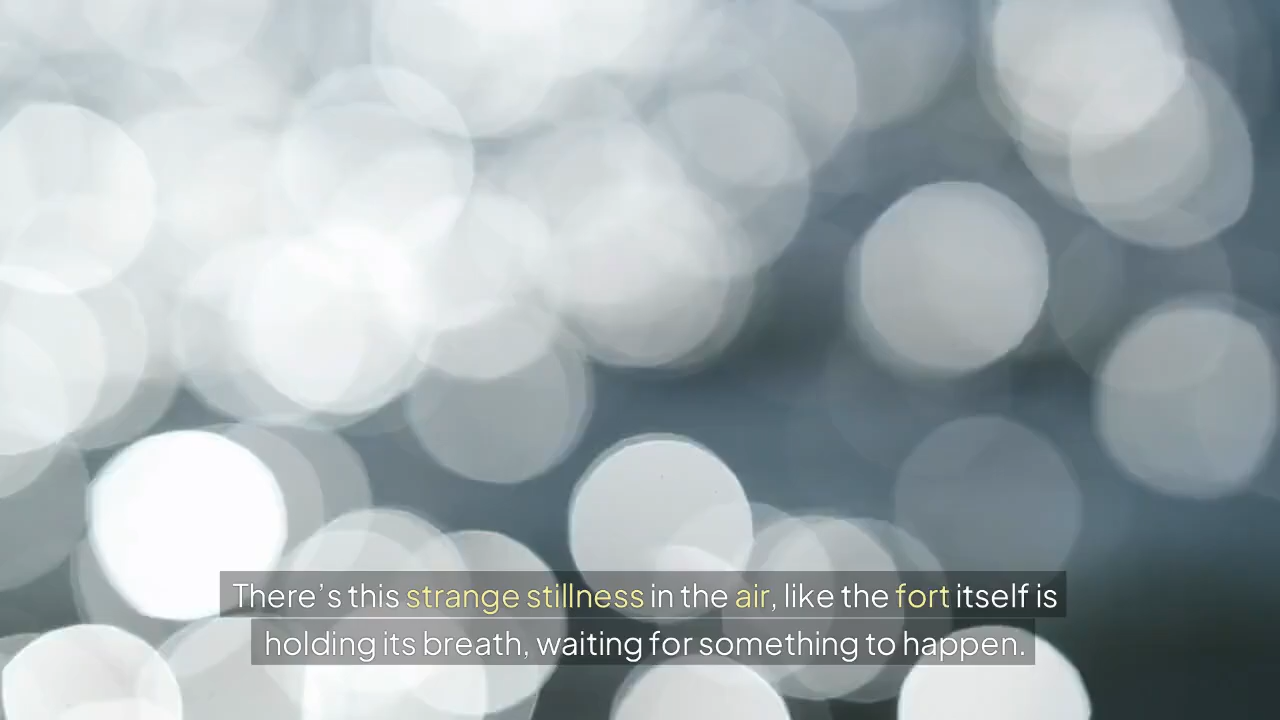 There’s this strange stillness in the air, like the fort itself is
holding its breath, waiting for something to happen.